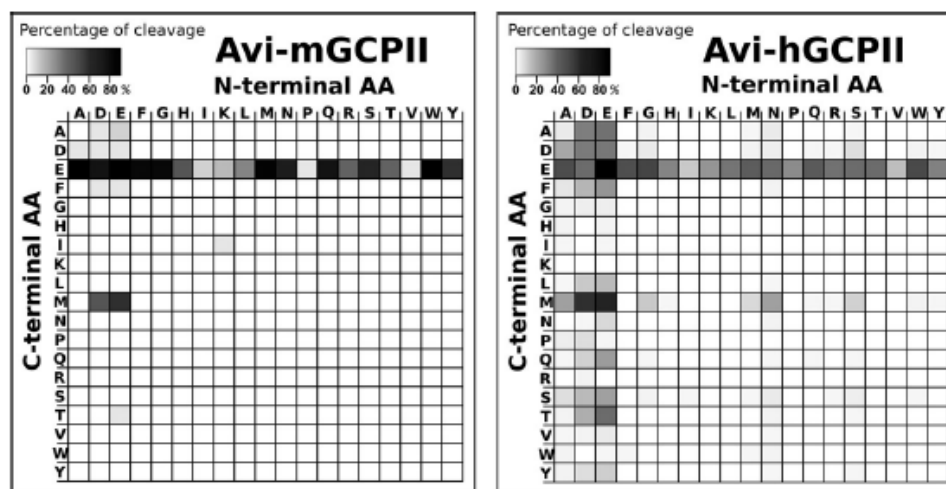 Percentage of cleavage
0 20 40 60 80 %
Avi-mGCPII
N-terminal AA
A D E F G H I K L M N P Q R S T V W Y
C-terminal AA
A
D
E
F
G
H
I
K
L
M
N
P
Q
R
S
T
V
W
Y
Percentage of cleavage
0 20 40 60 80 %
Avi-hGCPII
N-terminal AA
A D E F G H I K L M N P Q R S T V W Y
C-terminal AA
A
D
E
F
G
H
I
K
L
M
N
P
Q
R
S
T
V
W
Y